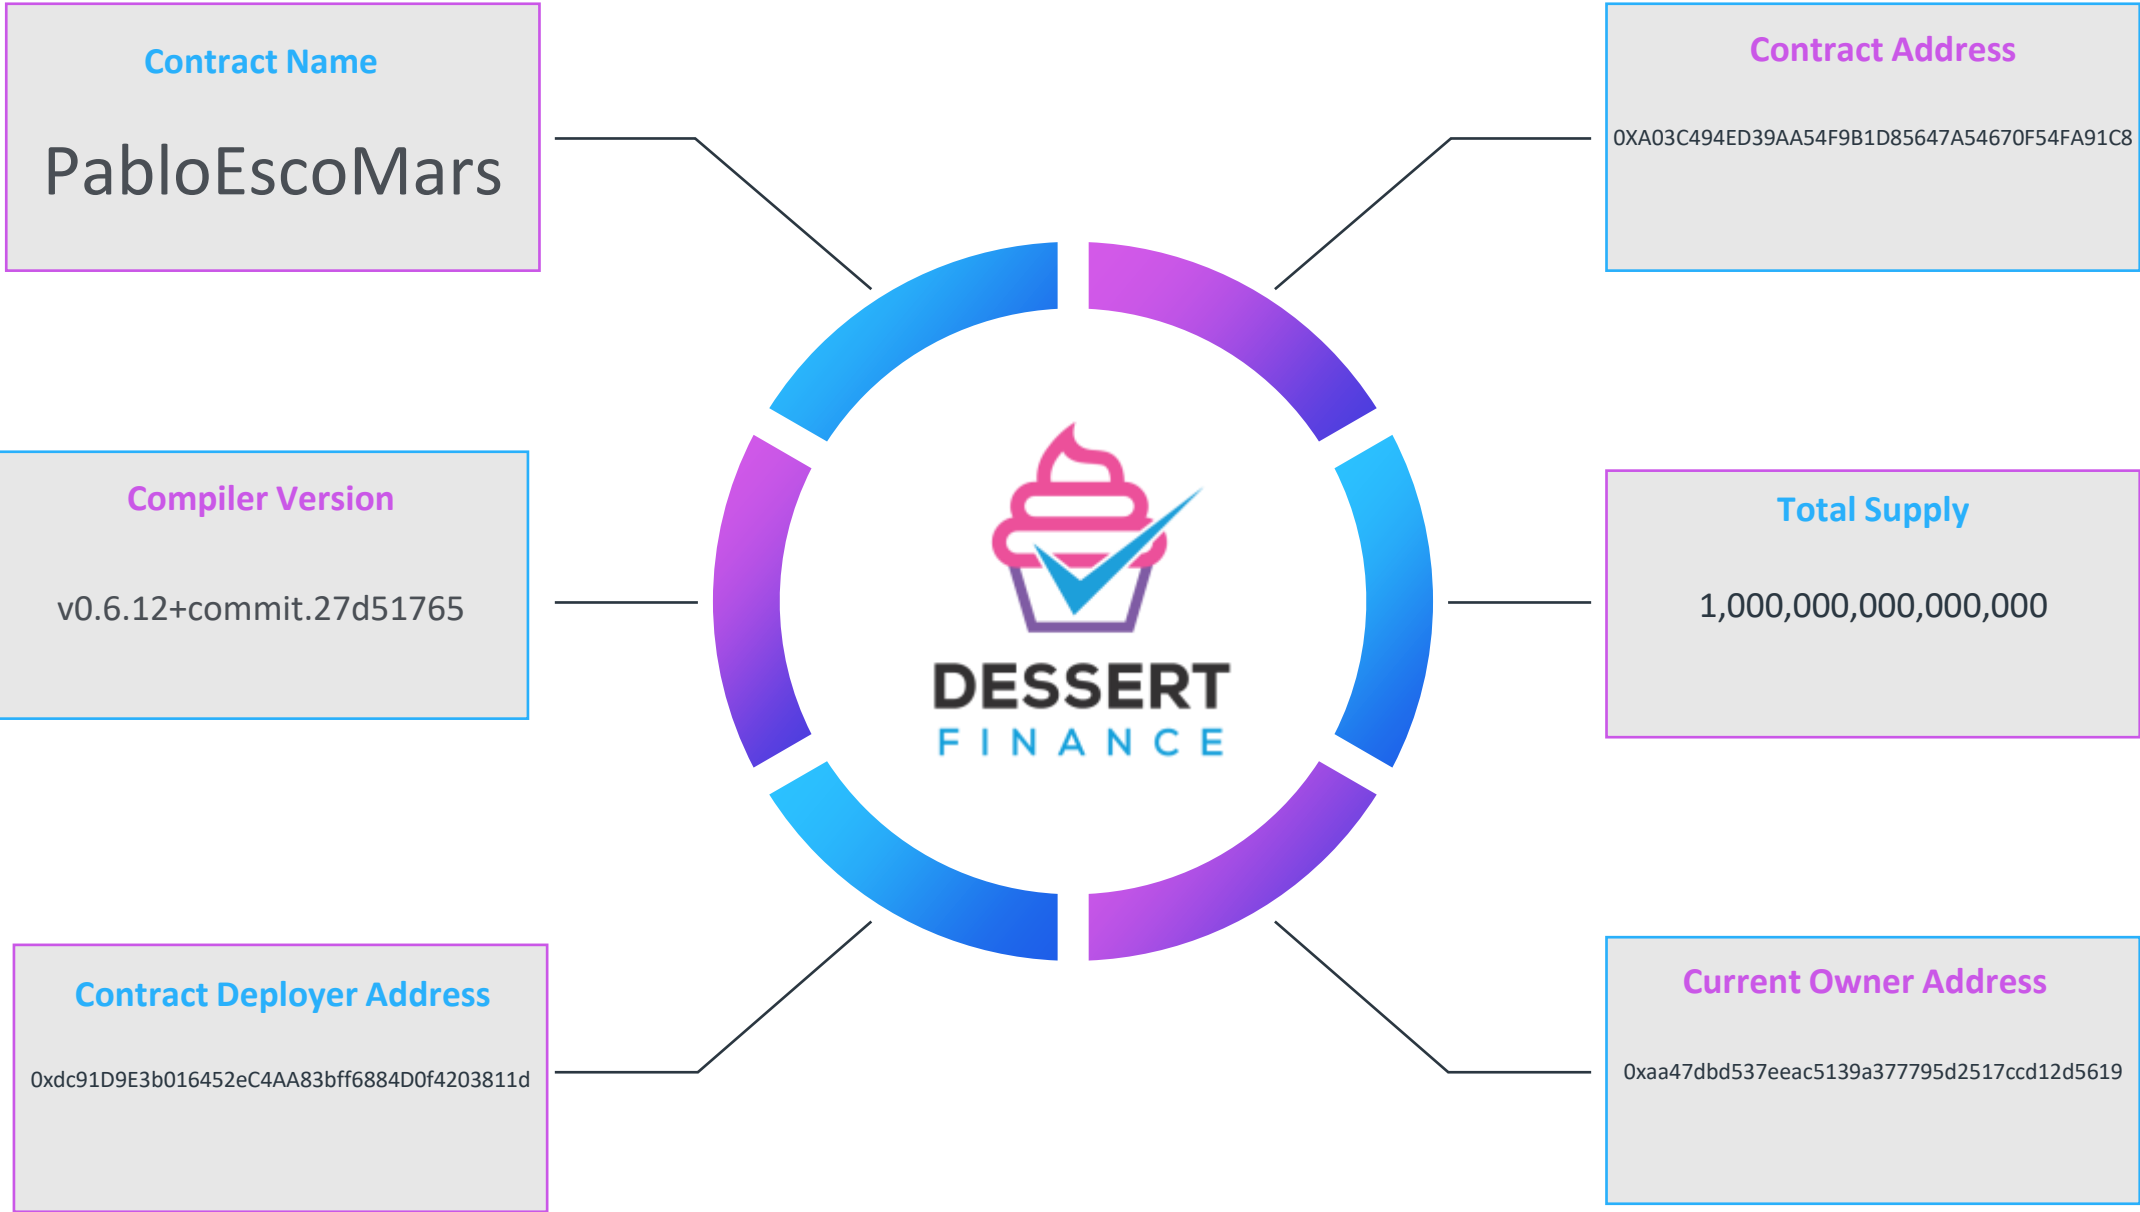 Contract Name
PabloEscoMars
Contract Address
0XA03C494ED39AA54F9B1D85647A54670F54FA91C8
Compiler Version
v0.6.12+commit.27d51765
Total Supply
1,000,000,000,000,000
DESSERT
FINANCE
Contract Deployer Address
0xdc91D9E3b016452eC4AA83bff6884D0f4203811d
Current Owner Address
0xaa47dbd537eeac5139a377795d2517ccd12d5619